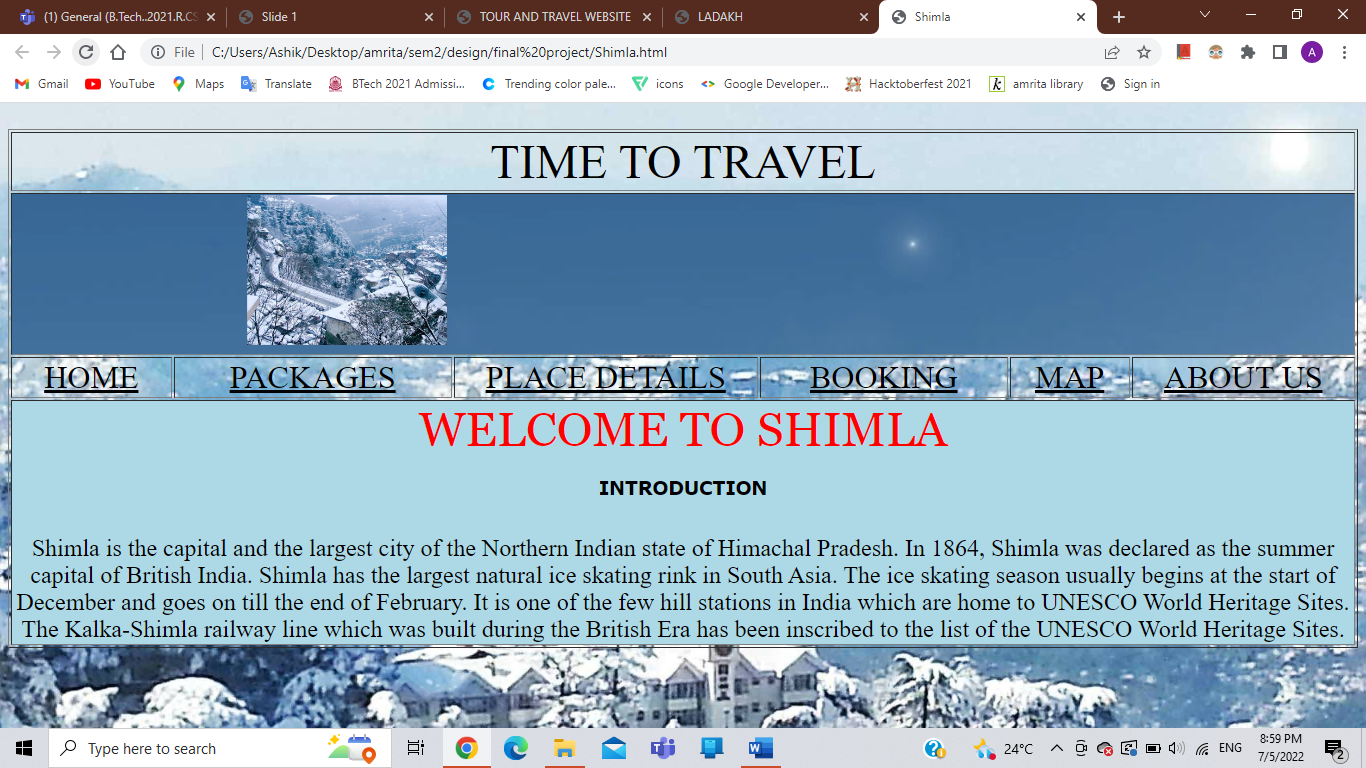 (1) General (B.Tech..2021.R.CS
Slide 1
TOUR AND TRAVEL WEBSITE
LADAKH
Shimla
File
C:/Users/Ashik/Desktop/amrita/sem2/design/final%20project/Shimla.html
A
Gmail
YouTube
Maps
Translate
BTech 2021 Admissi...
Trending color pale...
icons
Google Developer...
Hacktoberfest 2021
amrita library
Sign in
TIME TO TRAVEL
HOME
PACKAGES
PLACE DETAILS
BOOKING
MAP
ABOUT US
WELCOME TO SHIMLA
INTRODUCTION
Shimla is the capital and the largest city of the Northern Indian state of Himachal Pradesh. In 1864, Shimla was declared as the summer
capital of British India. Shimla has the largest natural ice skating rink in South Asia. The ice skating season usually begins at the start of
December and goes on till the end of February. It is one of the few hill stations in India which are home to UNESCO World Heritage Sites.
The Kalka-Shimla railway line which was built during the British Era has been inscribed to the list of the UNESCO World Heritage Sites.
Type here to search
24°C
ENG
8:59 PM
7/5/2022
2